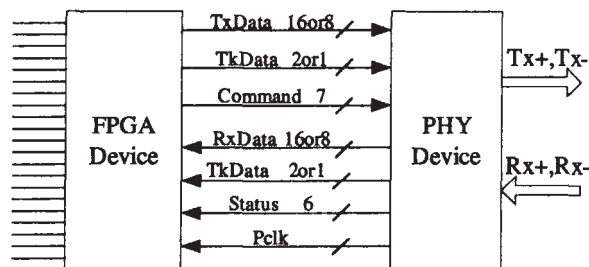 TxData 16or8
TkData 2or1
Command 7
RxData 16or8
TkData 2or1
Status 6
Pclk
FPGA
Device
PHY
Device
Tx+,Tx-
Rx+,Rx-